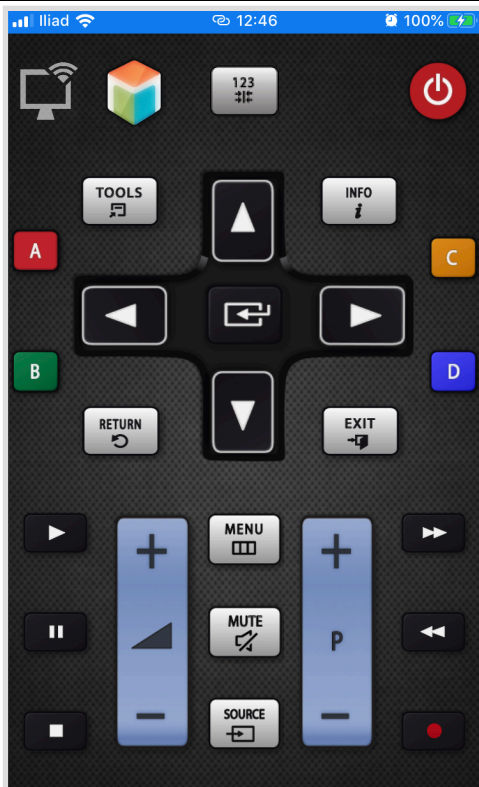 Iliad
12:46
100%
123
TOOLS
INFO
i
A
C
B
D
RETURN
EXIT
MENU
+
+
MUTE
P
SOURCE
-
-